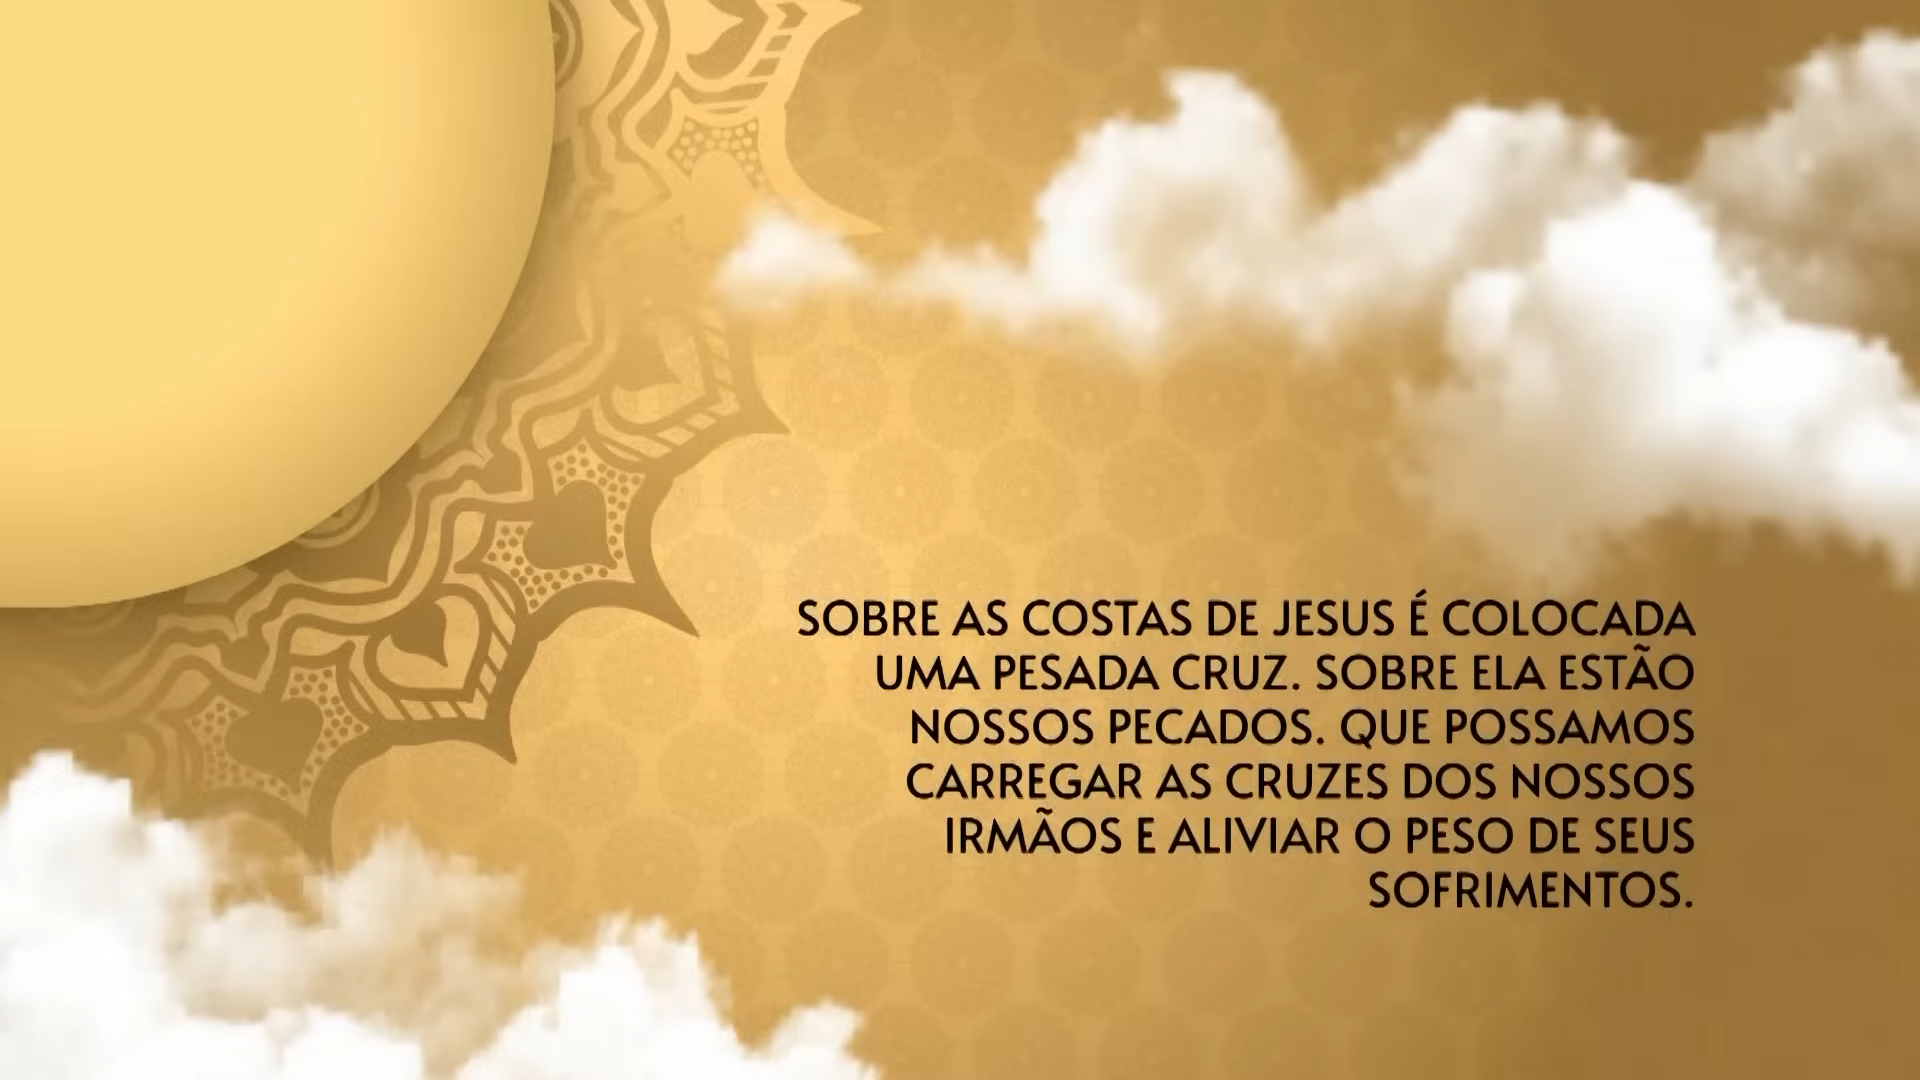 SOBRE AS COSTAS DE JESUS É COLOCADA
UMA PESADA CRUZ. SOBRE ELA ESTÃO
NOSSOS PECADOS. QUE POSSAMOS
CARREGAR AS CRUZES DOS NOSSOS
IRMÃOS E ALIVIAR O PESO DE SEUS
SOFRIMENTOS.